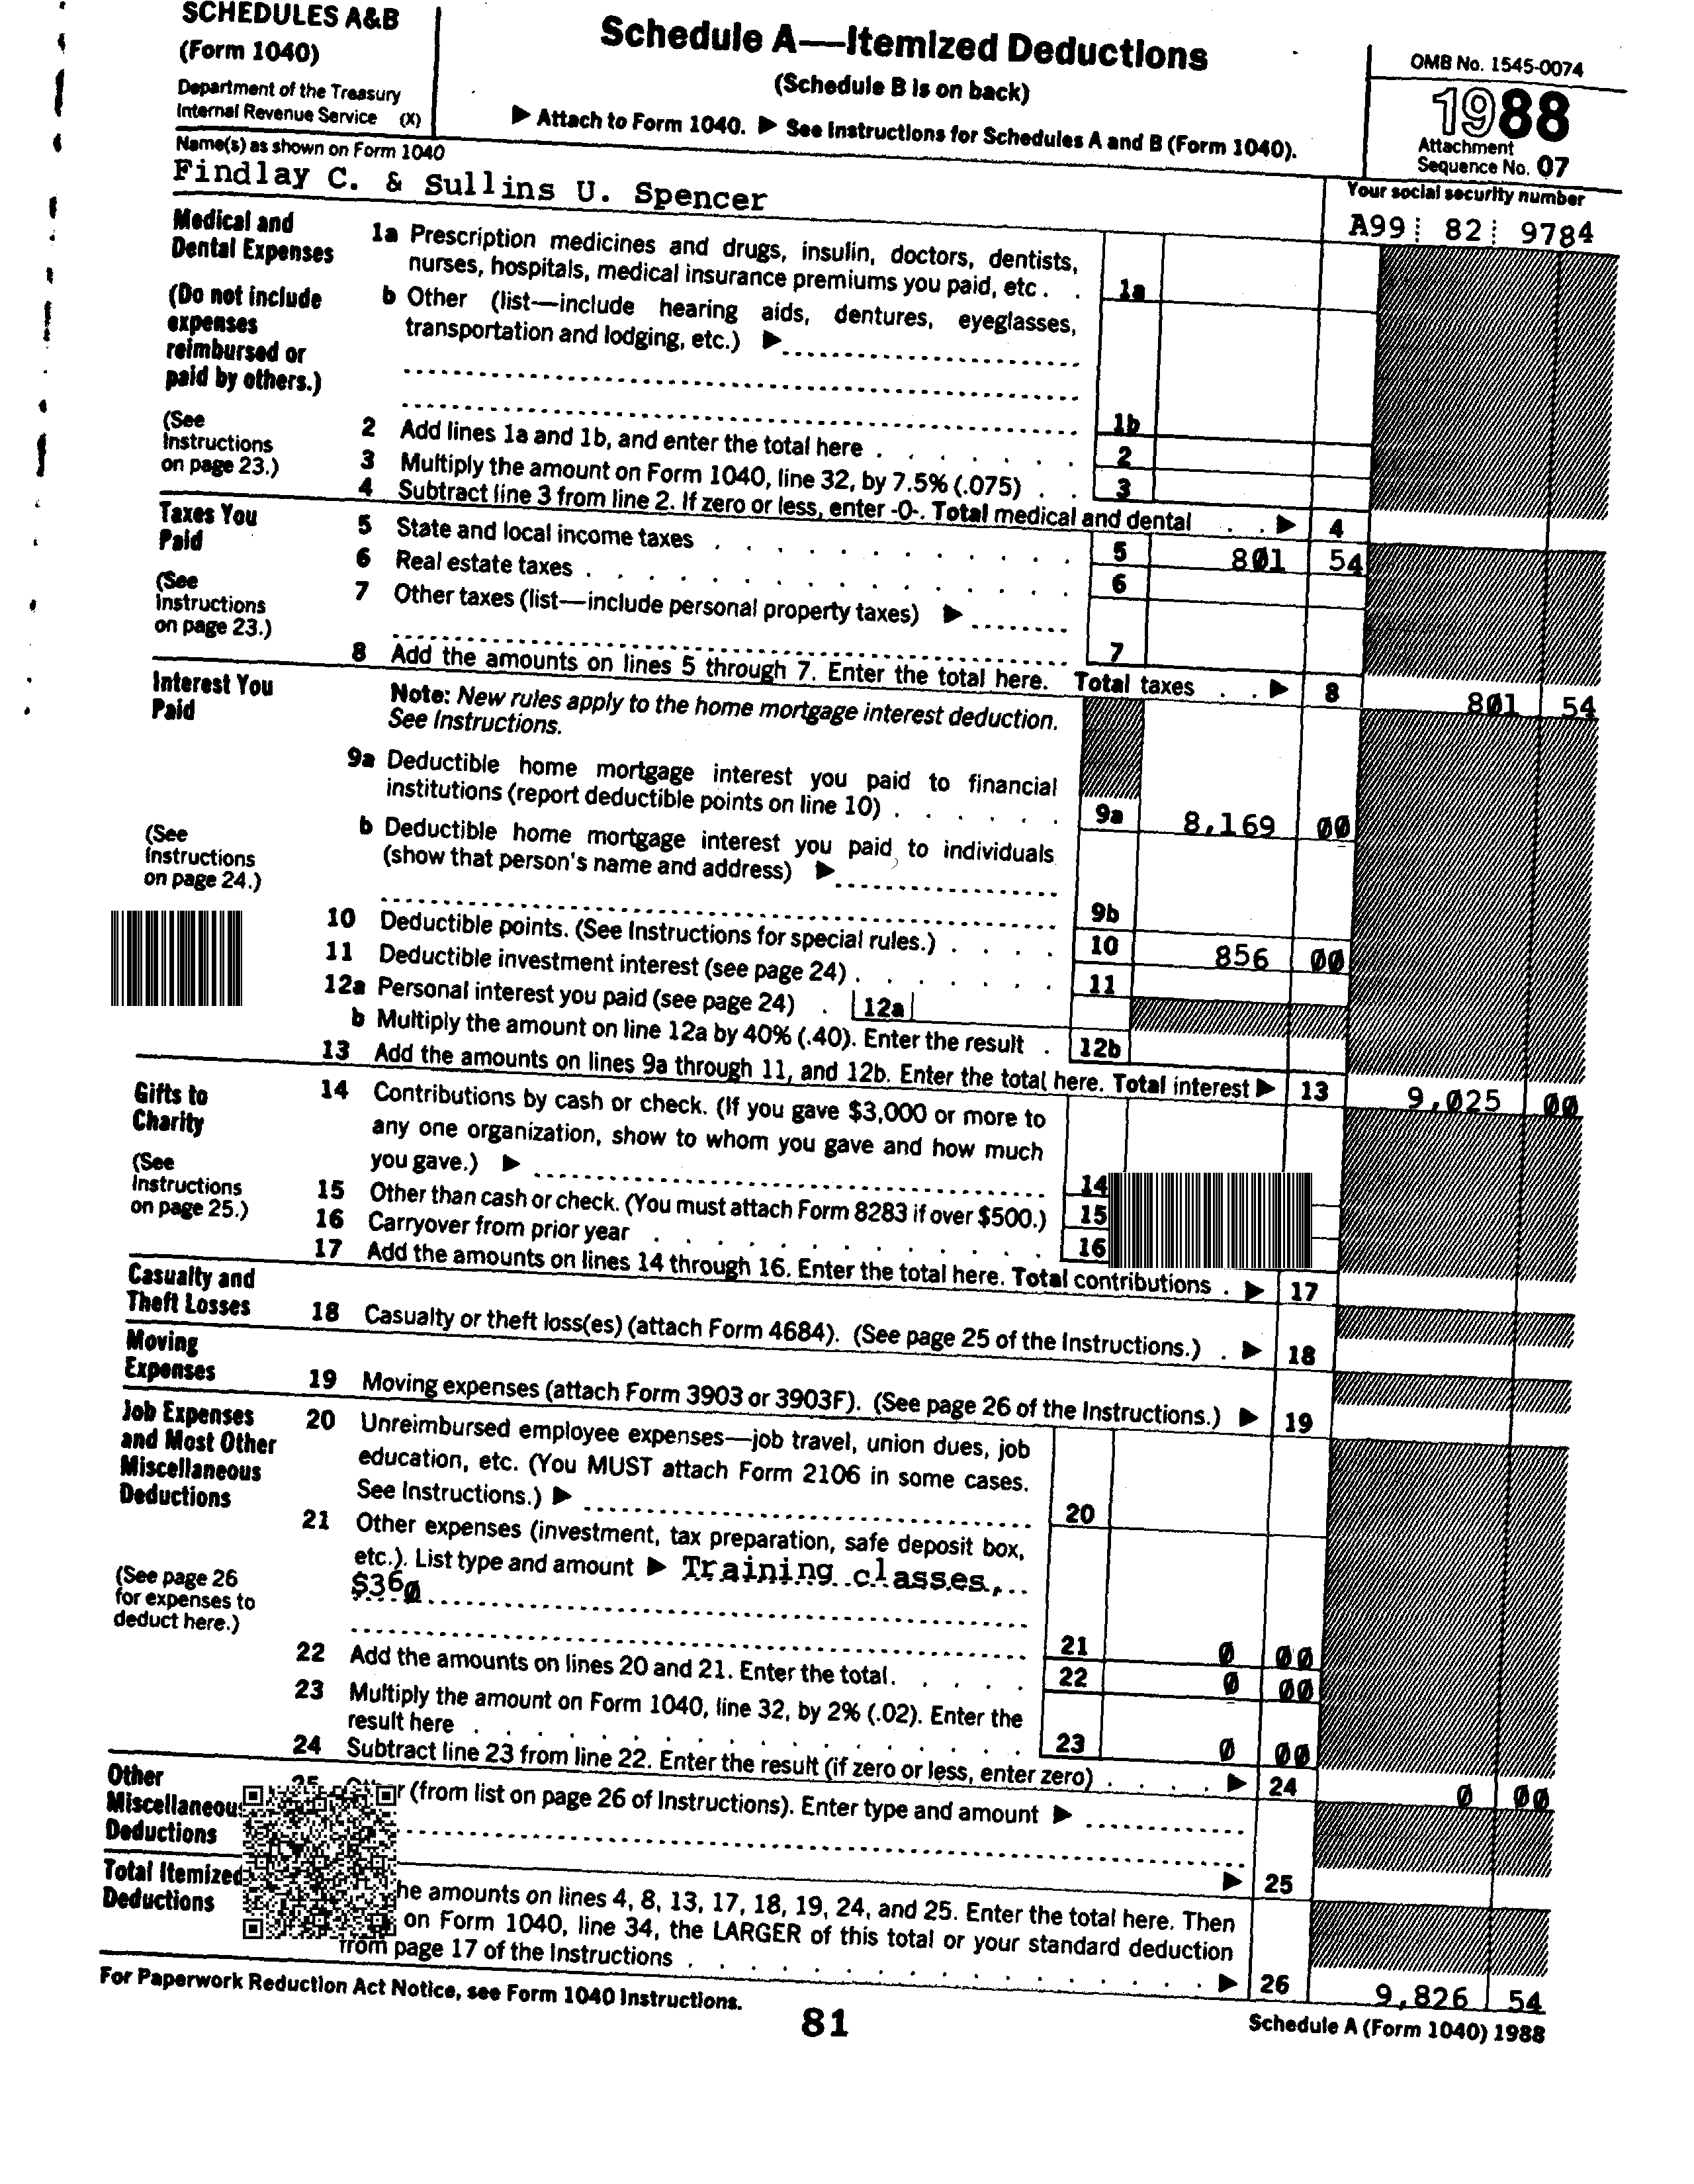 SCHEDULES A&B
(Form 1040)
Department of the Treasury
Internal Revenue Service (X)
Schedule A—Itemized Deductions
(Schedule B is on back)
▶ Attach to Form 1040. ▶ See Instructions for Schedules A and B (Form 1040).
OMB No. 1545-0074
1988
Attachment
Sequence No. 07
Name(s) as shown on Form 1040
Findlay C. & Sullins U. Spencer
Your social security number
A99 82 9784
Medical and
Dental Expenses
(Do not include
expenses
reimbursed or
paid by others.)
(See
Instructions
on page 23.)
1a Prescription medicines and drugs, insulin, doctors, dentists,
nurses, hospitals, medical insurance premiums you paid, etc . . 1a
b Other (list—include hearing aids, dentures, eyeglasses,
transportation and lodging, etc.) ▶
1b
2 Add lines 1a and 1b, and enter the total here . . . . . . . 2
3 Multiply the amount on Form 1040, line 32, by 7.5% (.075) . . 3
4 Subtract line 3 from line 2. If zero or less, enter -0-. Total medical and dental . . ▶ 4
Taxes You
Paid
(See
Instructions
on page 23.)
5 State and local income taxes . . . . . . . . . . . . 5 801 54
6 Real estate taxes . . . . . . . . . . . . . . . 6
7 Other taxes (list—include personal property taxes) ▶
7
8 Add the amounts on lines 5 through 7. Enter the total here. Total taxes . . ▶ 8 801 54
Interest You
Paid
(See
Instructions
on page 24.)
Note: New rules apply to the home mortgage interest deduction.
See Instructions.
9a Deductible home mortgage interest you paid to financial
institutions (report deductible points on line 10) . . . . . . 9a 8,169 00
b Deductible home mortgage interest you paid to individuals
(show that person's name and address) ▶
9b
10 Deductible points. (See Instructions for special rules.) . . . . 10 856 00
11 Deductible investment interest (see page 24) . . . . . . . 11
12a Personal interest you paid (see page 24) . 12a
b Multiply the amount on line 12a by 40% (.40). Enter the result . 12b
13 Add the amounts on lines 9a through 11, and 12b. Enter the total here. Total interest ▶ 13 9,025 00
Gifts to
Charity
(See
Instructions
on page 25.)
14 Contributions by cash or check. (If you gave $3,000 or more to
any one organization, show to whom you gave and how much
you gave.) ▶
14
15 Other than cash or check. (You must attach Form 8283 if over $500.) 15
16 Carryover from prior year . . . . . . . . . . . . . 16
17 Add the amounts on lines 14 through 16. Enter the total here. Total contributions . ▶ 17
Casualty and
Theft Losses
18 Casualty or theft loss(es) (attach Form 4684). (See page 25 of the Instructions.) . ▶ 18
Moving
Expenses
19 Moving expenses (attach Form 3903 or 3903F). (See page 26 of the Instructions.) ▶ 19
Job Expenses
and Most Other
Miscellaneous
Deductions
(See page 26
for expenses to
deduct here.)
20 Unreimbursed employee expenses—job travel, union dues, job
education, etc. (You MUST attach Form 2106 in some cases.
See Instructions.) ▶
20
21 Other expenses (investment, tax preparation, safe deposit box,
etc.). List type and amount ▶ Training classes,
$360
21 0 00
22 Add the amounts on lines 20 and 21. Enter the total . . . . . 22 0 00
23 Multiply the amount on Form 1040, line 32, by 2% (.02). Enter the
result here . . . . . . . . . . . . . . . . . 23 0 00
24 Subtract line 23 from line 22. Enter the result (if zero or less, enter zero) . . . . ▶ 24 0 00
Other
Miscellaneous
Deductions
(from list on page 26 of Instructions). Enter type and amount ▶
▶ 25
Total Itemized
Deductions
the amounts on lines 4, 8, 13, 17, 18, 19, 24, and 25. Enter the total here. Then
on Form 1040, line 34, the LARGER of this total or your standard deduction
from page 17 of the Instructions . . . . . . . . . . . . . . . ▶ 26 9,826 54
For Paperwork Reduction Act Notice, see Form 1040 Instructions.
81
Schedule A (Form 1040) 1988